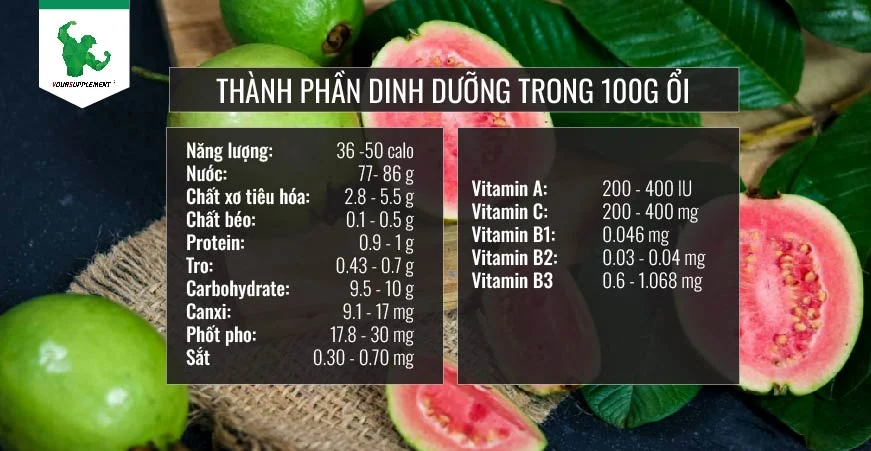 YOURSUPPLEMENT
THÀNH PHẦN DINH DƯỠNG TRONG 100G ỔI
Năng lượng: 36 -50 calo
Nước: 77- 86 g
Chất xơ tiêu hóa: 2.8 - 5.5 g
Chất béo: 0.1 - 0.5 g
Protein: 0.9 - 1 g
Tro: 0.43 - 0.7 g
Carbohydrate: 9.5 - 10 g
Canxi: 9.1 - 17 mg
Phốt pho: 17.8 - 30 mg
Sắt 0.30 - 0.70 mg
Vitamin A: 200 - 400 IU
Vitamin C: 200 - 400 mg
Vitamin B1: 0.046 mg
Vitamin B2: 0.03 - 0.04 mg
Vitamin B3 0.6 - 1.068 mg